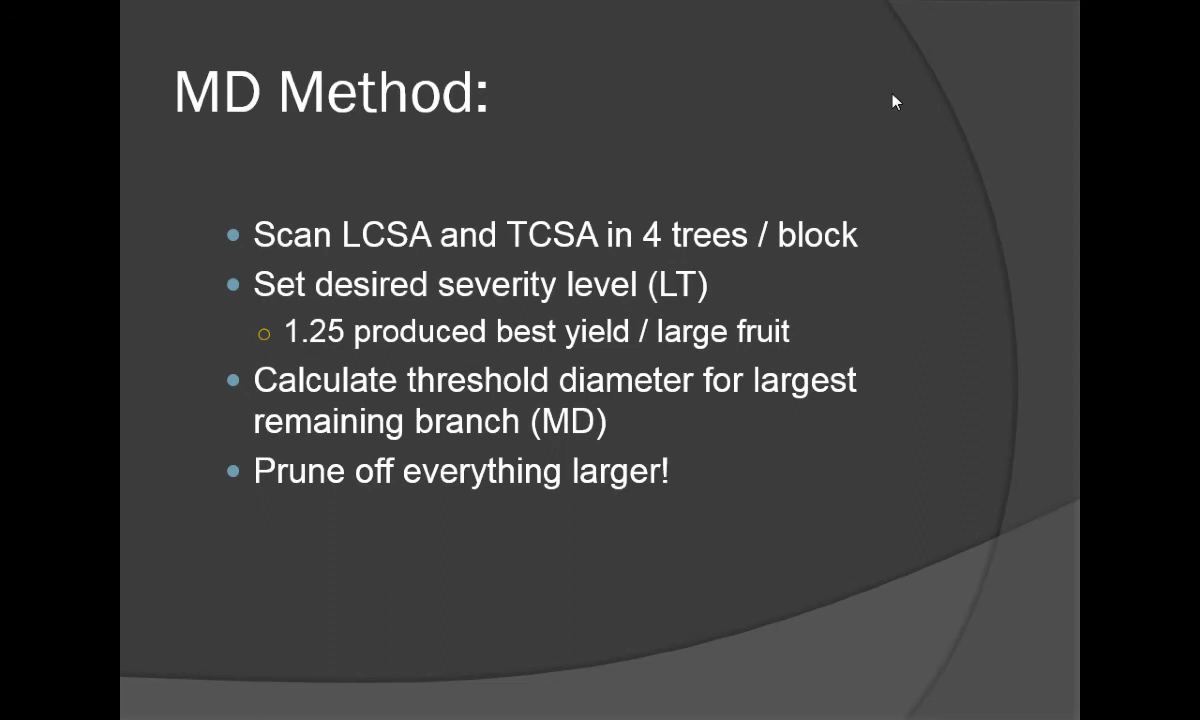 MD Method:
Scan LCSA and TCSA in 4 trees / block
Set desired severity level (LT)
1.25 produced best yield / large fruit
Calculate threshold diameter for largest
remaining branch (MD)
Prune off everything larger!